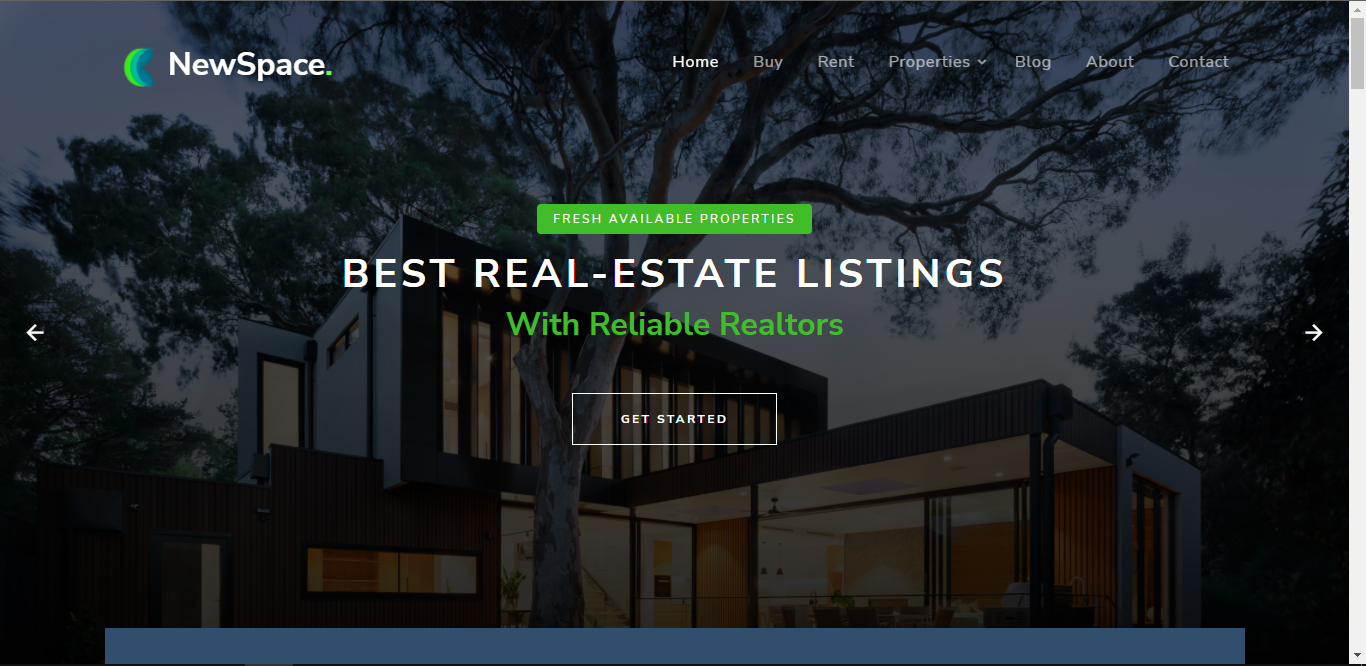 NewSpace.
Home Buy Rent Properties Blog About Contact
FRESH AVAILABLE PROPERTIES
BEST REAL-ESTATE LISTINGS
With Reliable Realtors
GET STARTED